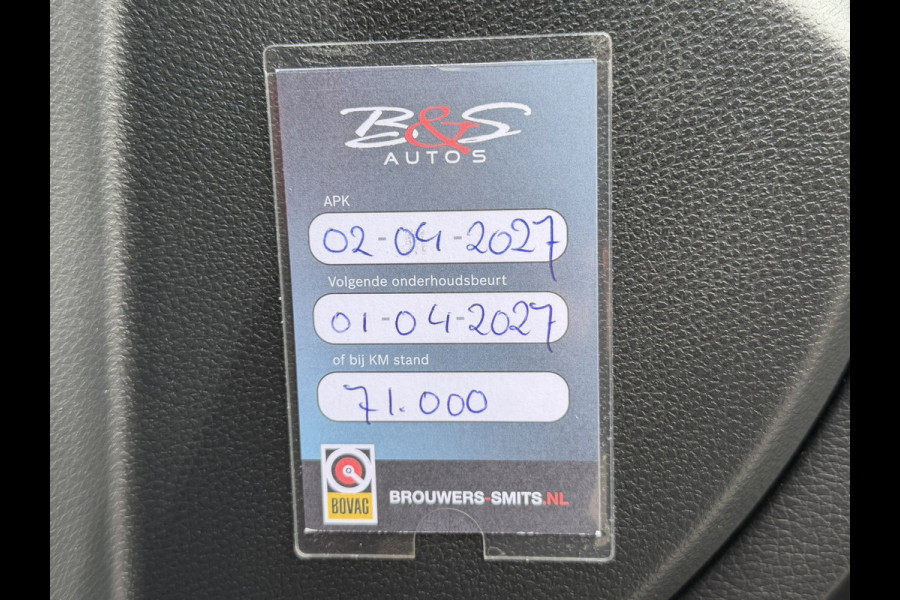 B&S
AUTOS
APK
02-04-2027
Volgende onderhoudsbeurt
01-04-2027
of bij KM stand
71.000
BOVAG
BROUWERS-SMITS.NL